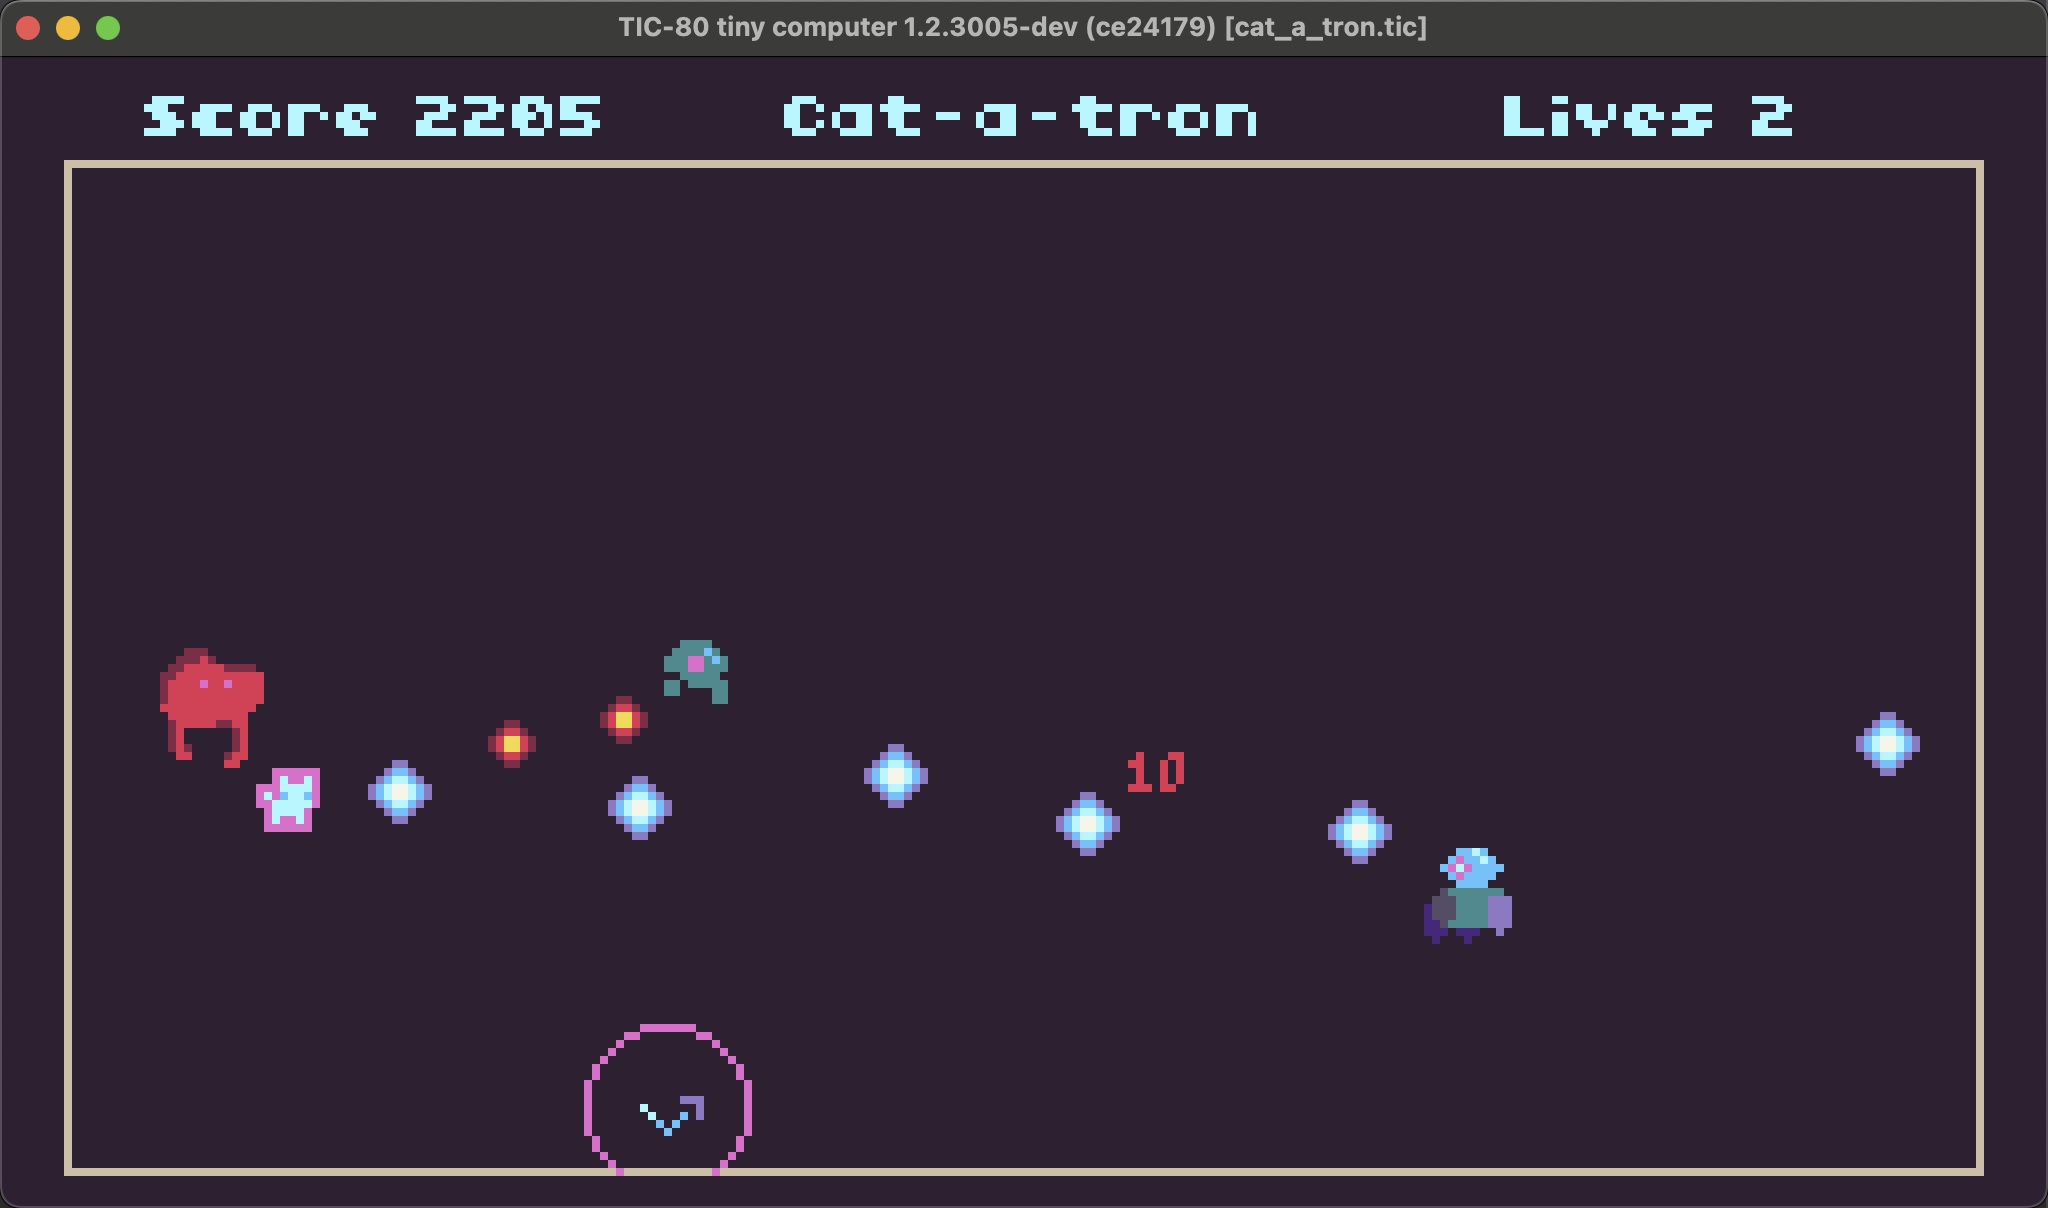 TIC-80 tiny computer 1.2.3005-dev (ce24179) [cat_a_tron.tic]
Score 2205 Cat-a-tron Lives 2
10